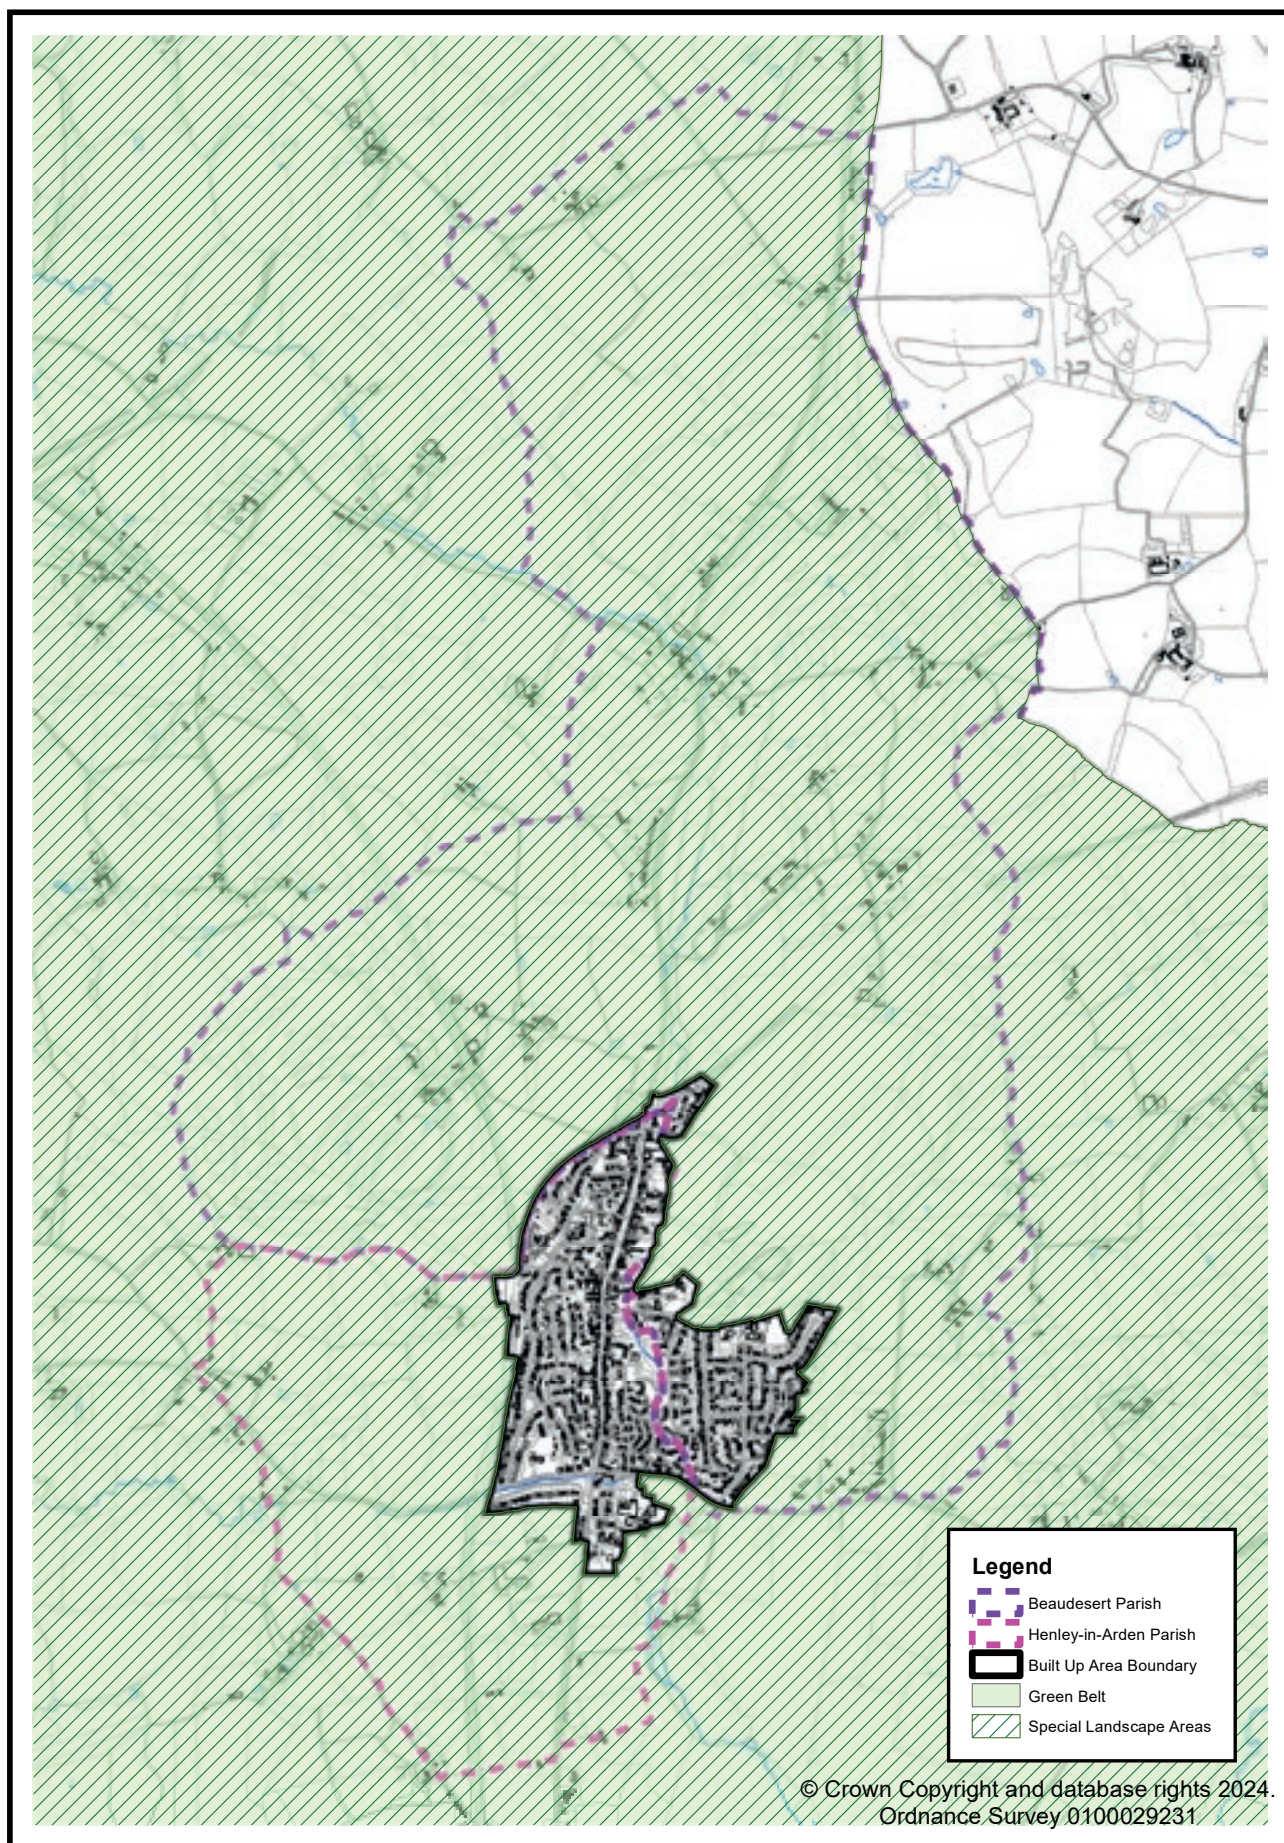 Legend
Beaudesert Parish
Henley-in-Arden Parish
Built Up Area Boundary
Green Belt
Special Landscape Areas
© Crown Copyright and database rights 2024.
Ordnance Survey 0100029231